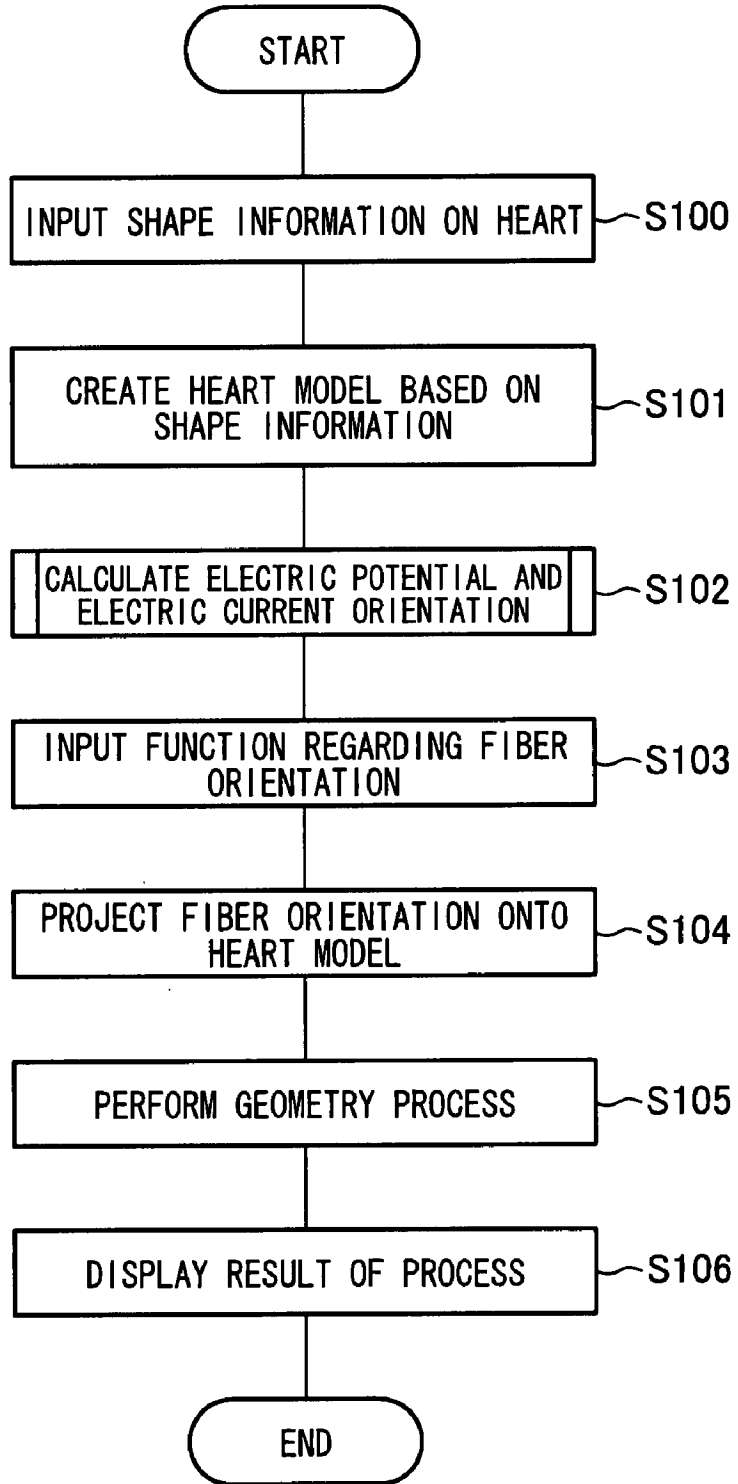 START
INPUT SHAPE INFORMATION ON HEART
S100
CREATE HEART MODEL BASED ON
SHAPE INFORMATION
S101
CALCULATE ELECTRIC POTENTIAL AND
ELECTRIC CURRENT ORIENTATION
S102
INPUT FUNCTION REGARDING FIBER
ORIENTATION
S103
PROJECT FIBER ORIENTATION ONTO
HEART MODEL
S104
PERFORM GEOMETRY PROCESS
S105
DISPLAY RESULT OF PROCESS
S106
END